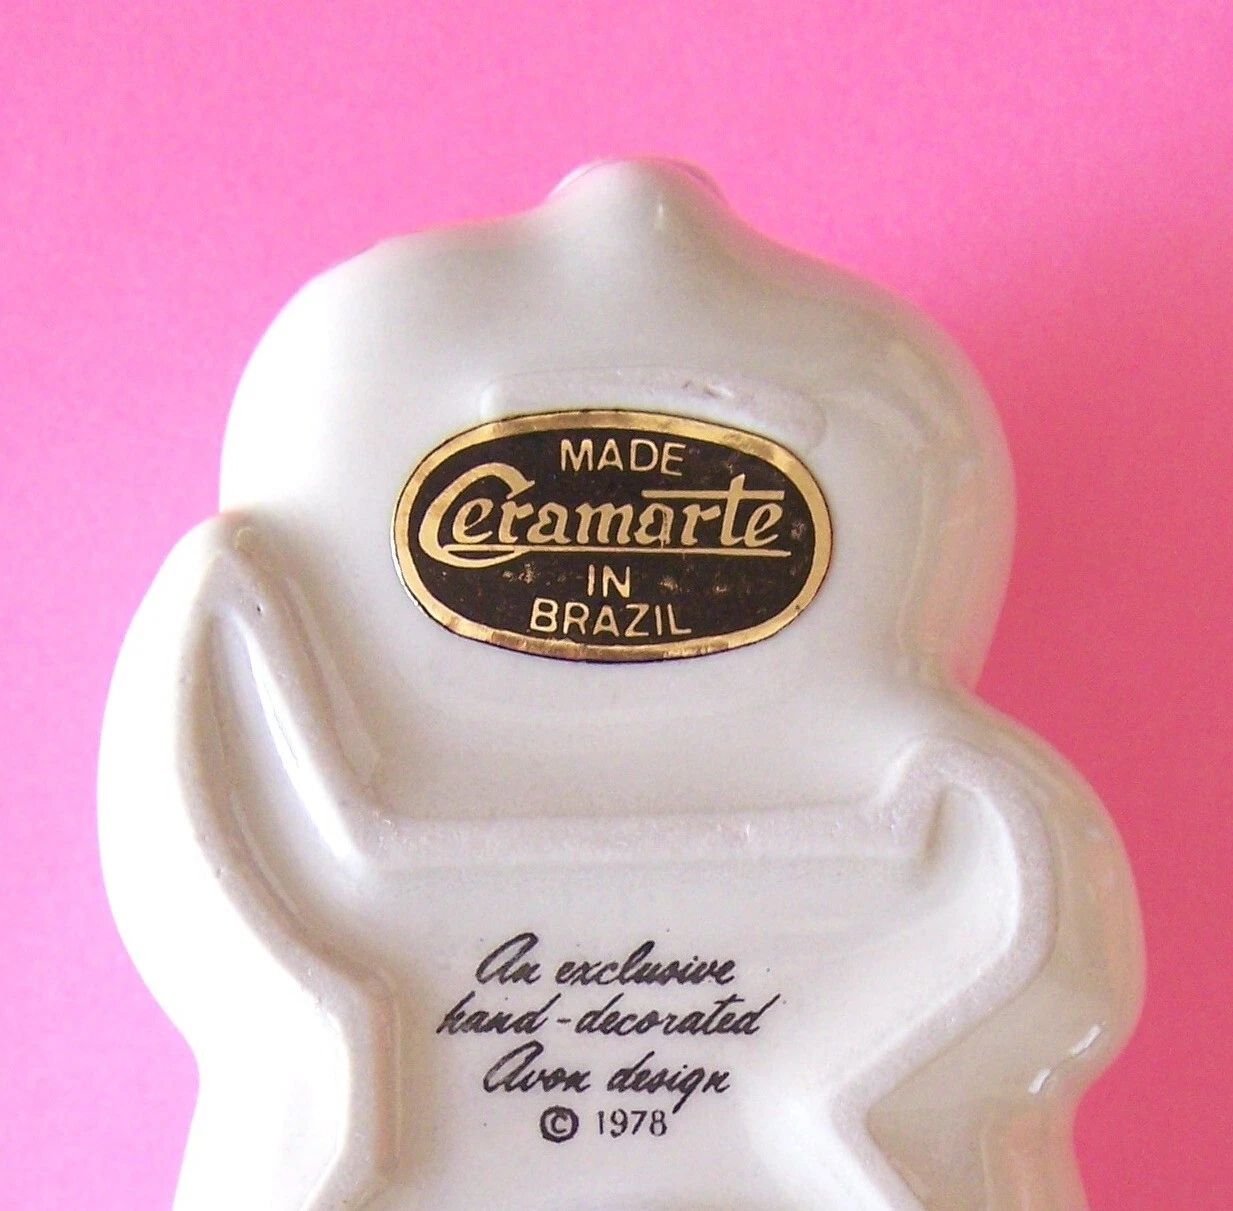 MADE
Ceramarte
IN
BRAZIL
An exclusive
hand-decorated
Avon design
© 1978